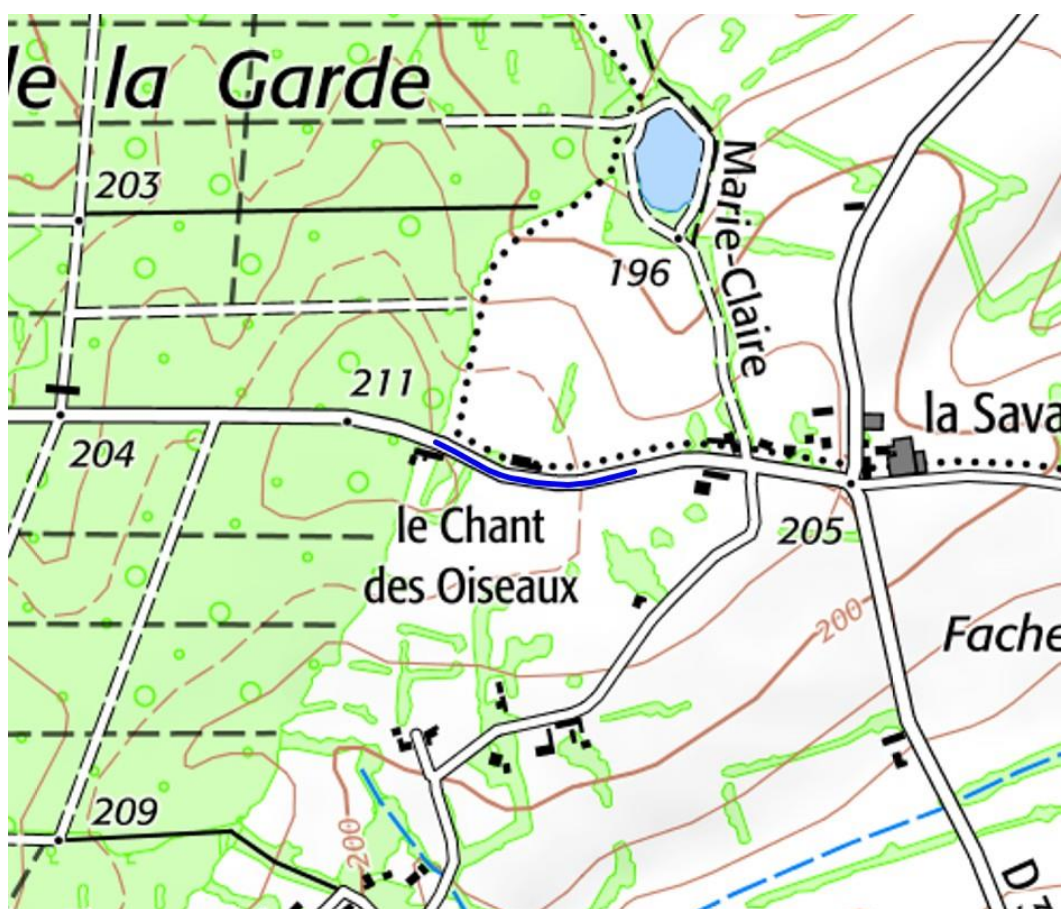 le la Garde
203
Marie-Claire
196
211
la Sava
204
le Chant
des Oiseaux
205
200
Fache
209
200
D